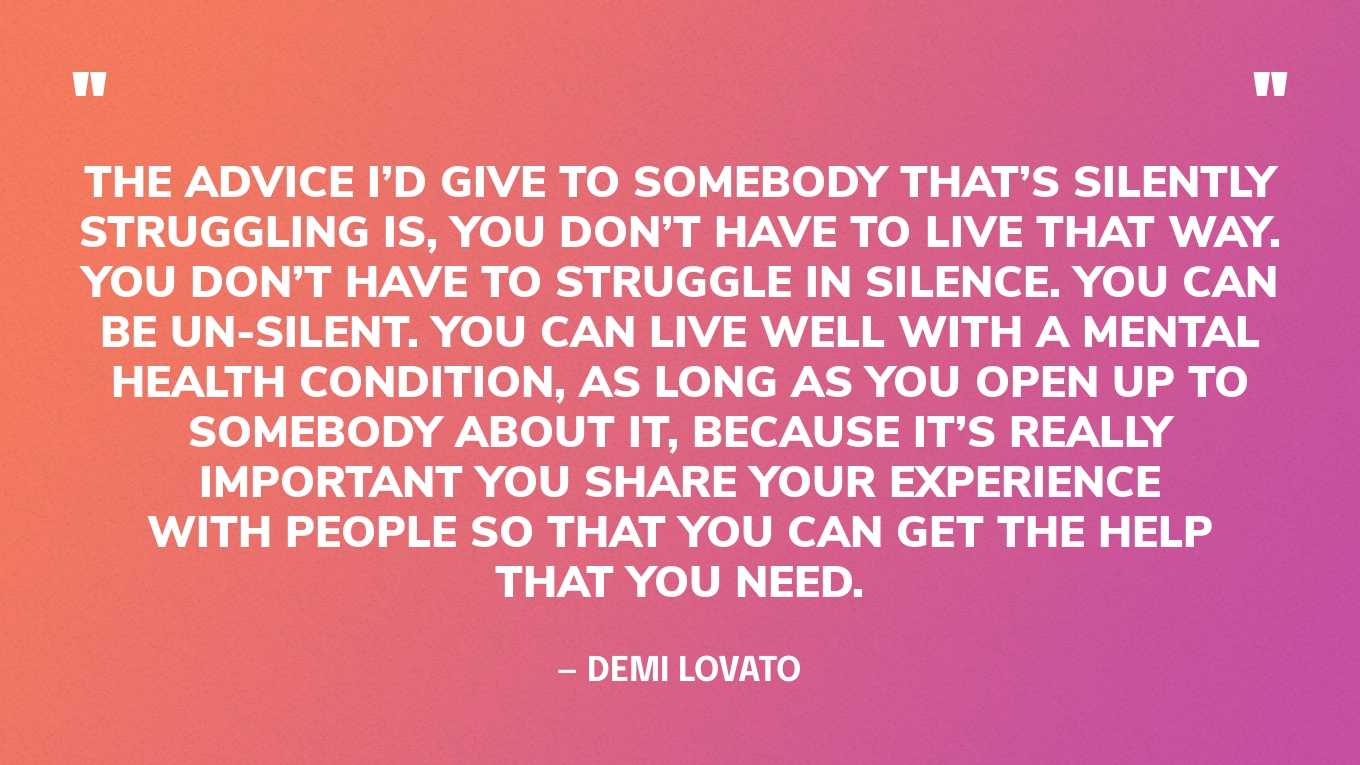 " "
THE ADVICE I’D GIVE TO SOMEBODY THAT’S SILENTLY
STRUGGLING IS, YOU DON’T HAVE TO LIVE THAT WAY.
YOU DON’T HAVE TO STRUGGLE IN SILENCE. YOU CAN
BE UN-SILENT. YOU CAN LIVE WELL WITH A MENTAL
HEALTH CONDITION, AS LONG AS YOU OPEN UP TO
SOMEBODY ABOUT IT, BECAUSE IT’S REALLY
IMPORTANT YOU SHARE YOUR EXPERIENCE
WITH PEOPLE SO THAT YOU CAN GET THE HELP
THAT YOU NEED.
– DEMI LOVATO